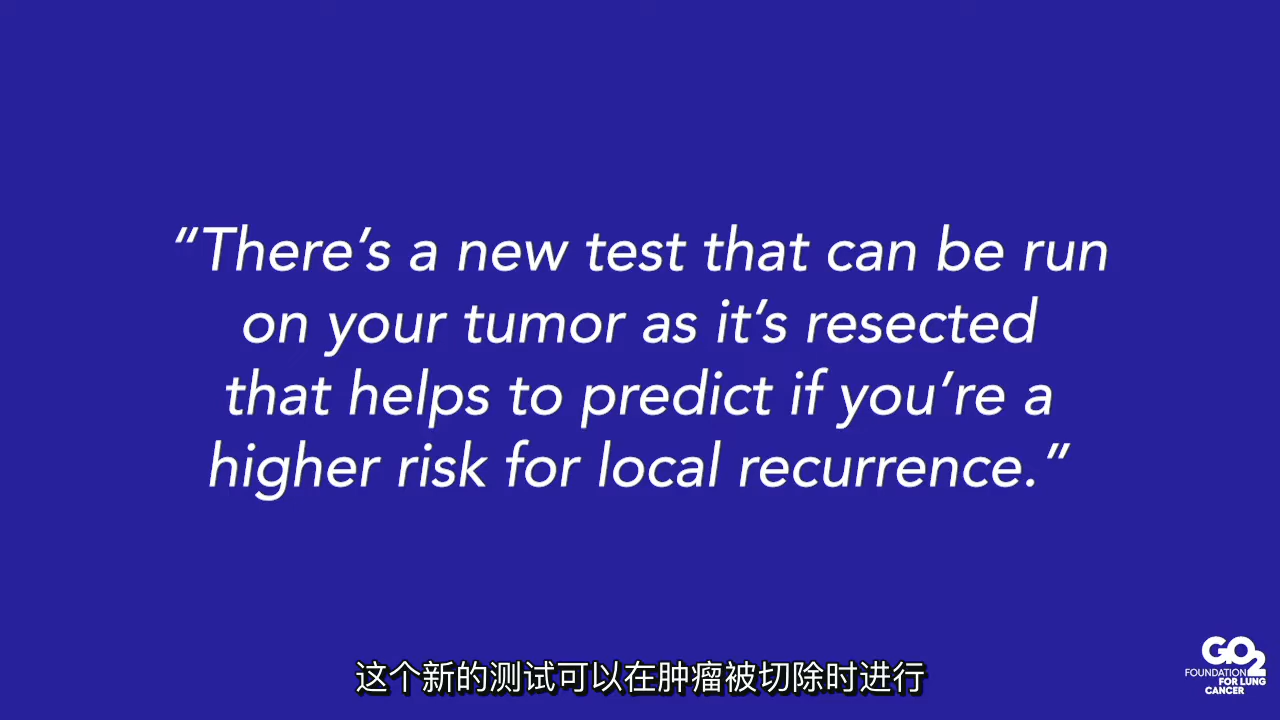 “There’s a new test that can be run
on your tumor as it’s resected
that helps to predict if you’re a
higher risk for local recurrence.”
这个新的测试可以在肿瘤被切除时进行
GO2
FOUNDATION
FOR LUNG
CANCER